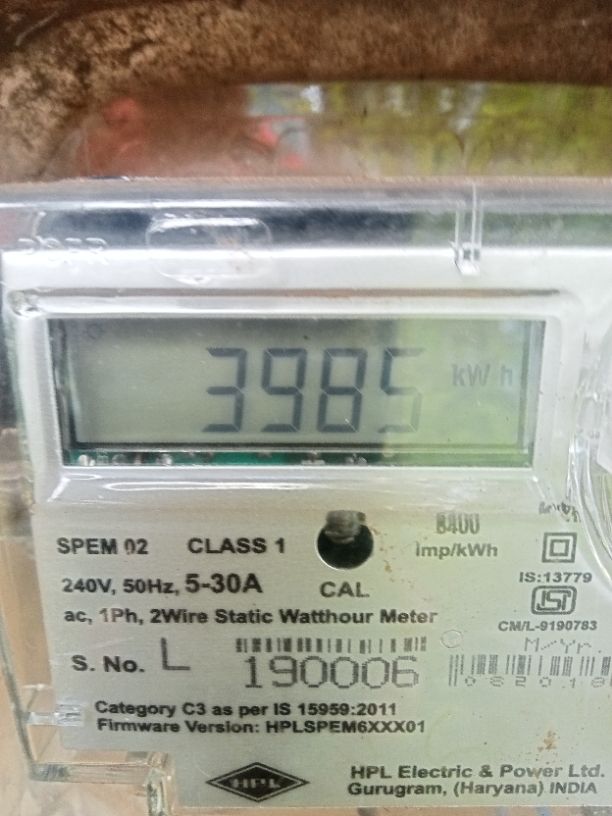 3985 kWh
SPEM 02 CLASS 1
Imp/kWh
240V, 50Hz, 5-30A CAL
IS:13779
ISI
ac, 1Ph, 2Wire Static Watthour Meter
CM/L-9190783
M/Yr.
S. No. L 190006
Category C3 as per IS 15959:2011
Firmware Version: HPLSPEM6XXX01
HPL
HPL Electric & Power Ltd.
Gurugram, (Haryana) INDIA